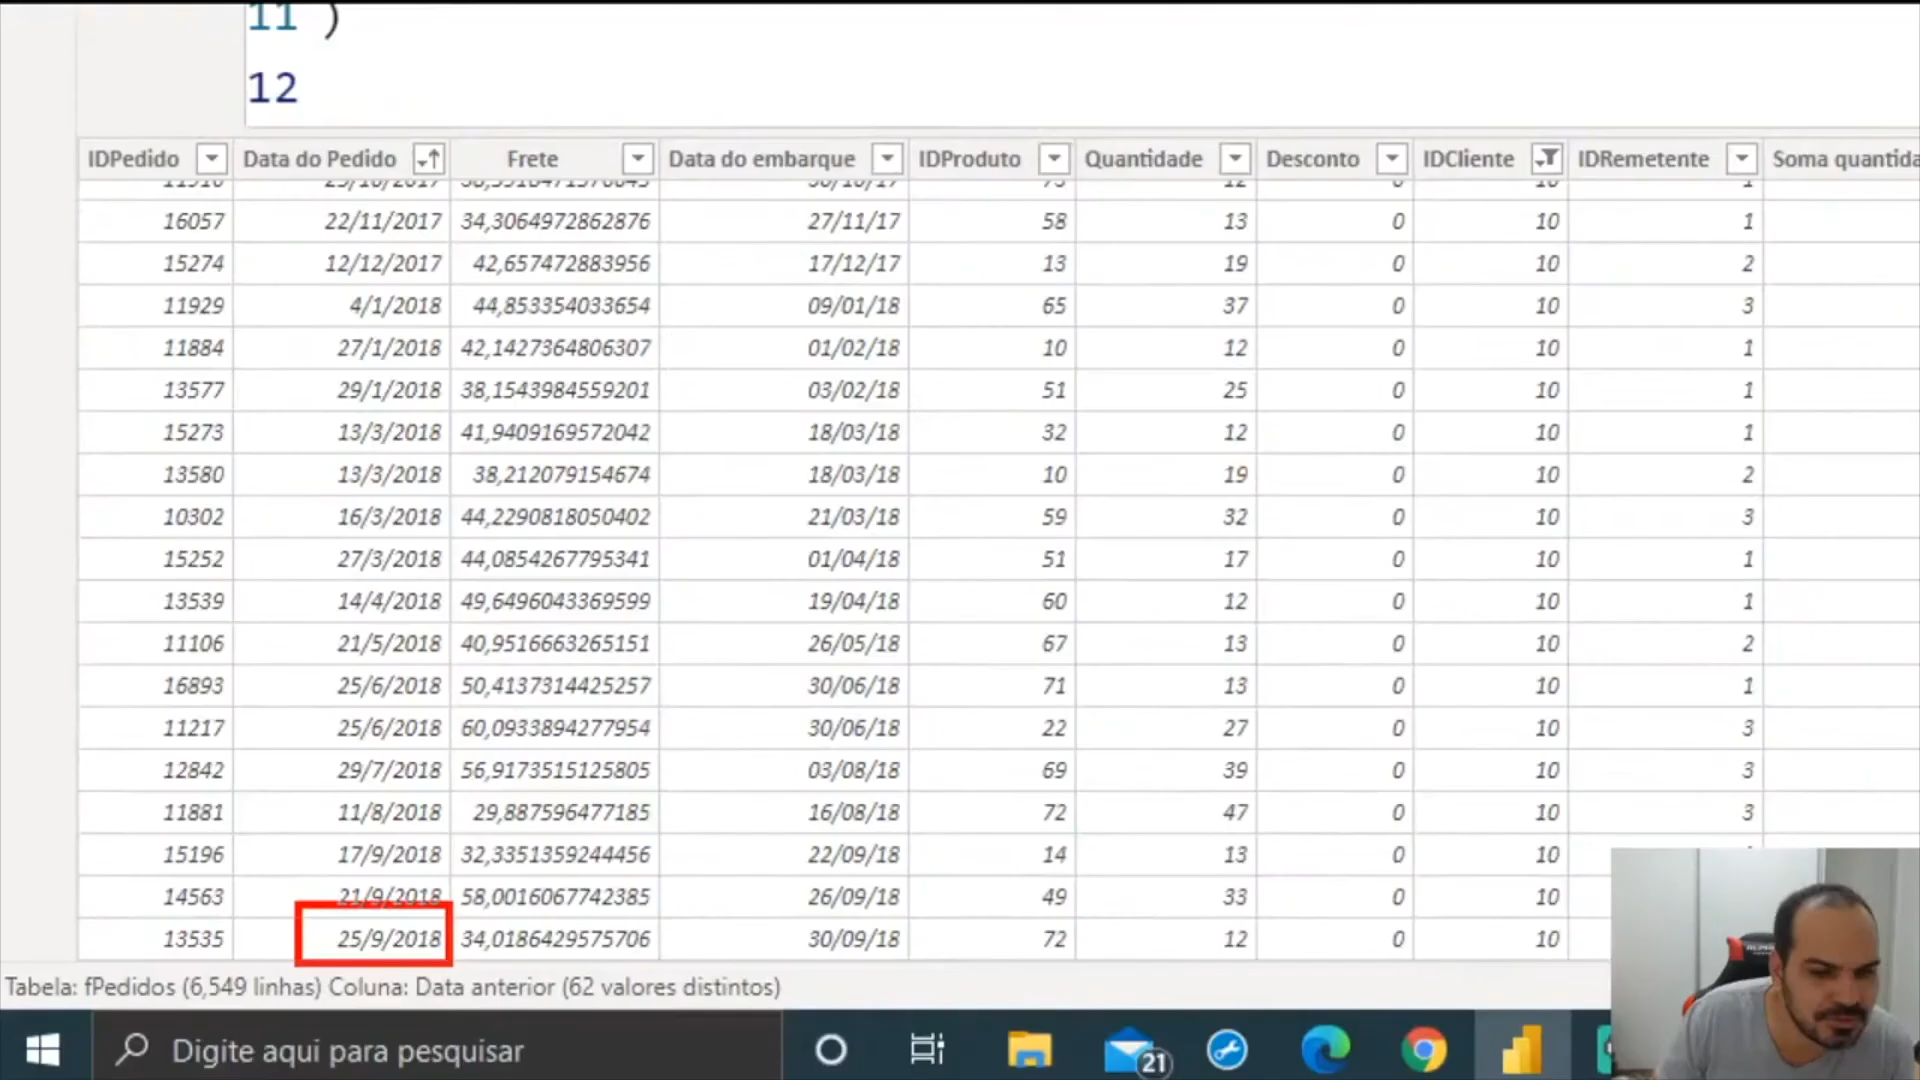 11 )
12
IDPedido Data do Pedido Frete Data do embarque IDProduto Quantidade Desconto IDCliente IDRemetente Soma quantida
16057 22/11/2017 34,3064972862876 27/11/17 58 13 0 10 1
15274 12/12/2017 42,657472883956 17/12/17 13 19 0 10 2
11929 4/1/2018 44,853354033654 09/01/18 65 37 0 10 3
11884 27/1/2018 42,1427364806307 01/02/18 10 12 0 10 1
13577 29/1/2018 38,1543984559201 03/02/18 51 25 0 10 1
15273 13/3/2018 41,9409169572042 18/03/18 32 12 0 10 1
13580 13/3/2018 38,212079154674 18/03/18 10 19 0 10 2
10302 16/3/2018 44,2290818050402 21/03/18 59 32 0 10 3
15252 27/3/2018 44,0854267795341 01/04/18 51 17 0 10 1
13539 14/4/2018 49,6496043369599 19/04/18 60 12 0 10 1
11106 21/5/2018 40,9516663265151 26/05/18 67 13 0 10 2
16893 25/6/2018 50,4137314425257 30/06/18 71 13 0 10 1
11217 25/6/2018 60,0933894277954 30/06/18 22 27 0 10 3
12842 29/7/2018 56,9173515125805 03/08/18 69 39 0 10 3
11881 11/8/2018 29,887596477185 16/08/18 72 47 0 10 3
15196 17/9/2018 32,3351359244456 22/09/18 14 13 0 10
14563 21/9/2018 58,0016067742385 26/09/18 49 33 0 10
13535 25/9/2018 34,0186429575706 30/09/18 72 12 0 10
Tabela: fPedidos (6,549 linhas) Coluna: Data anterior (62 valores distintos)
Digite aqui para pesquisar 21